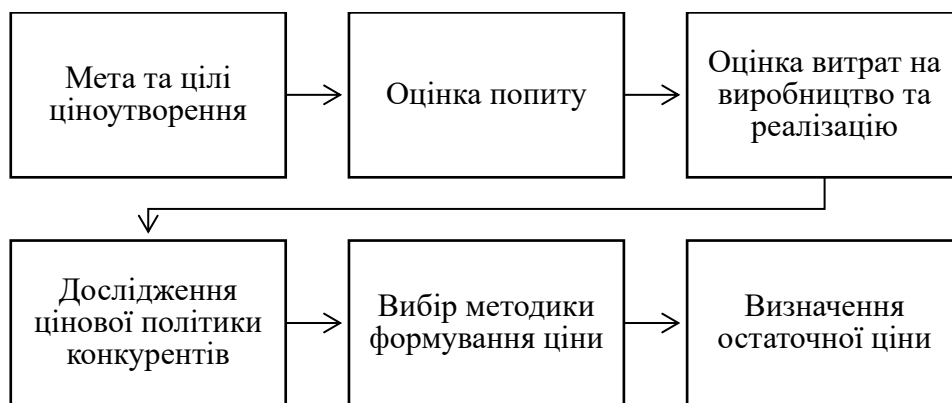 Мета та цілі
ціноутворення
Оцінка попиту
Оцінка витрат на
виробництво та
реалізацію
Дослідження
цінової політики
конкурентів
Вибір методики
формування ціни
Визначення
остаточної ціни